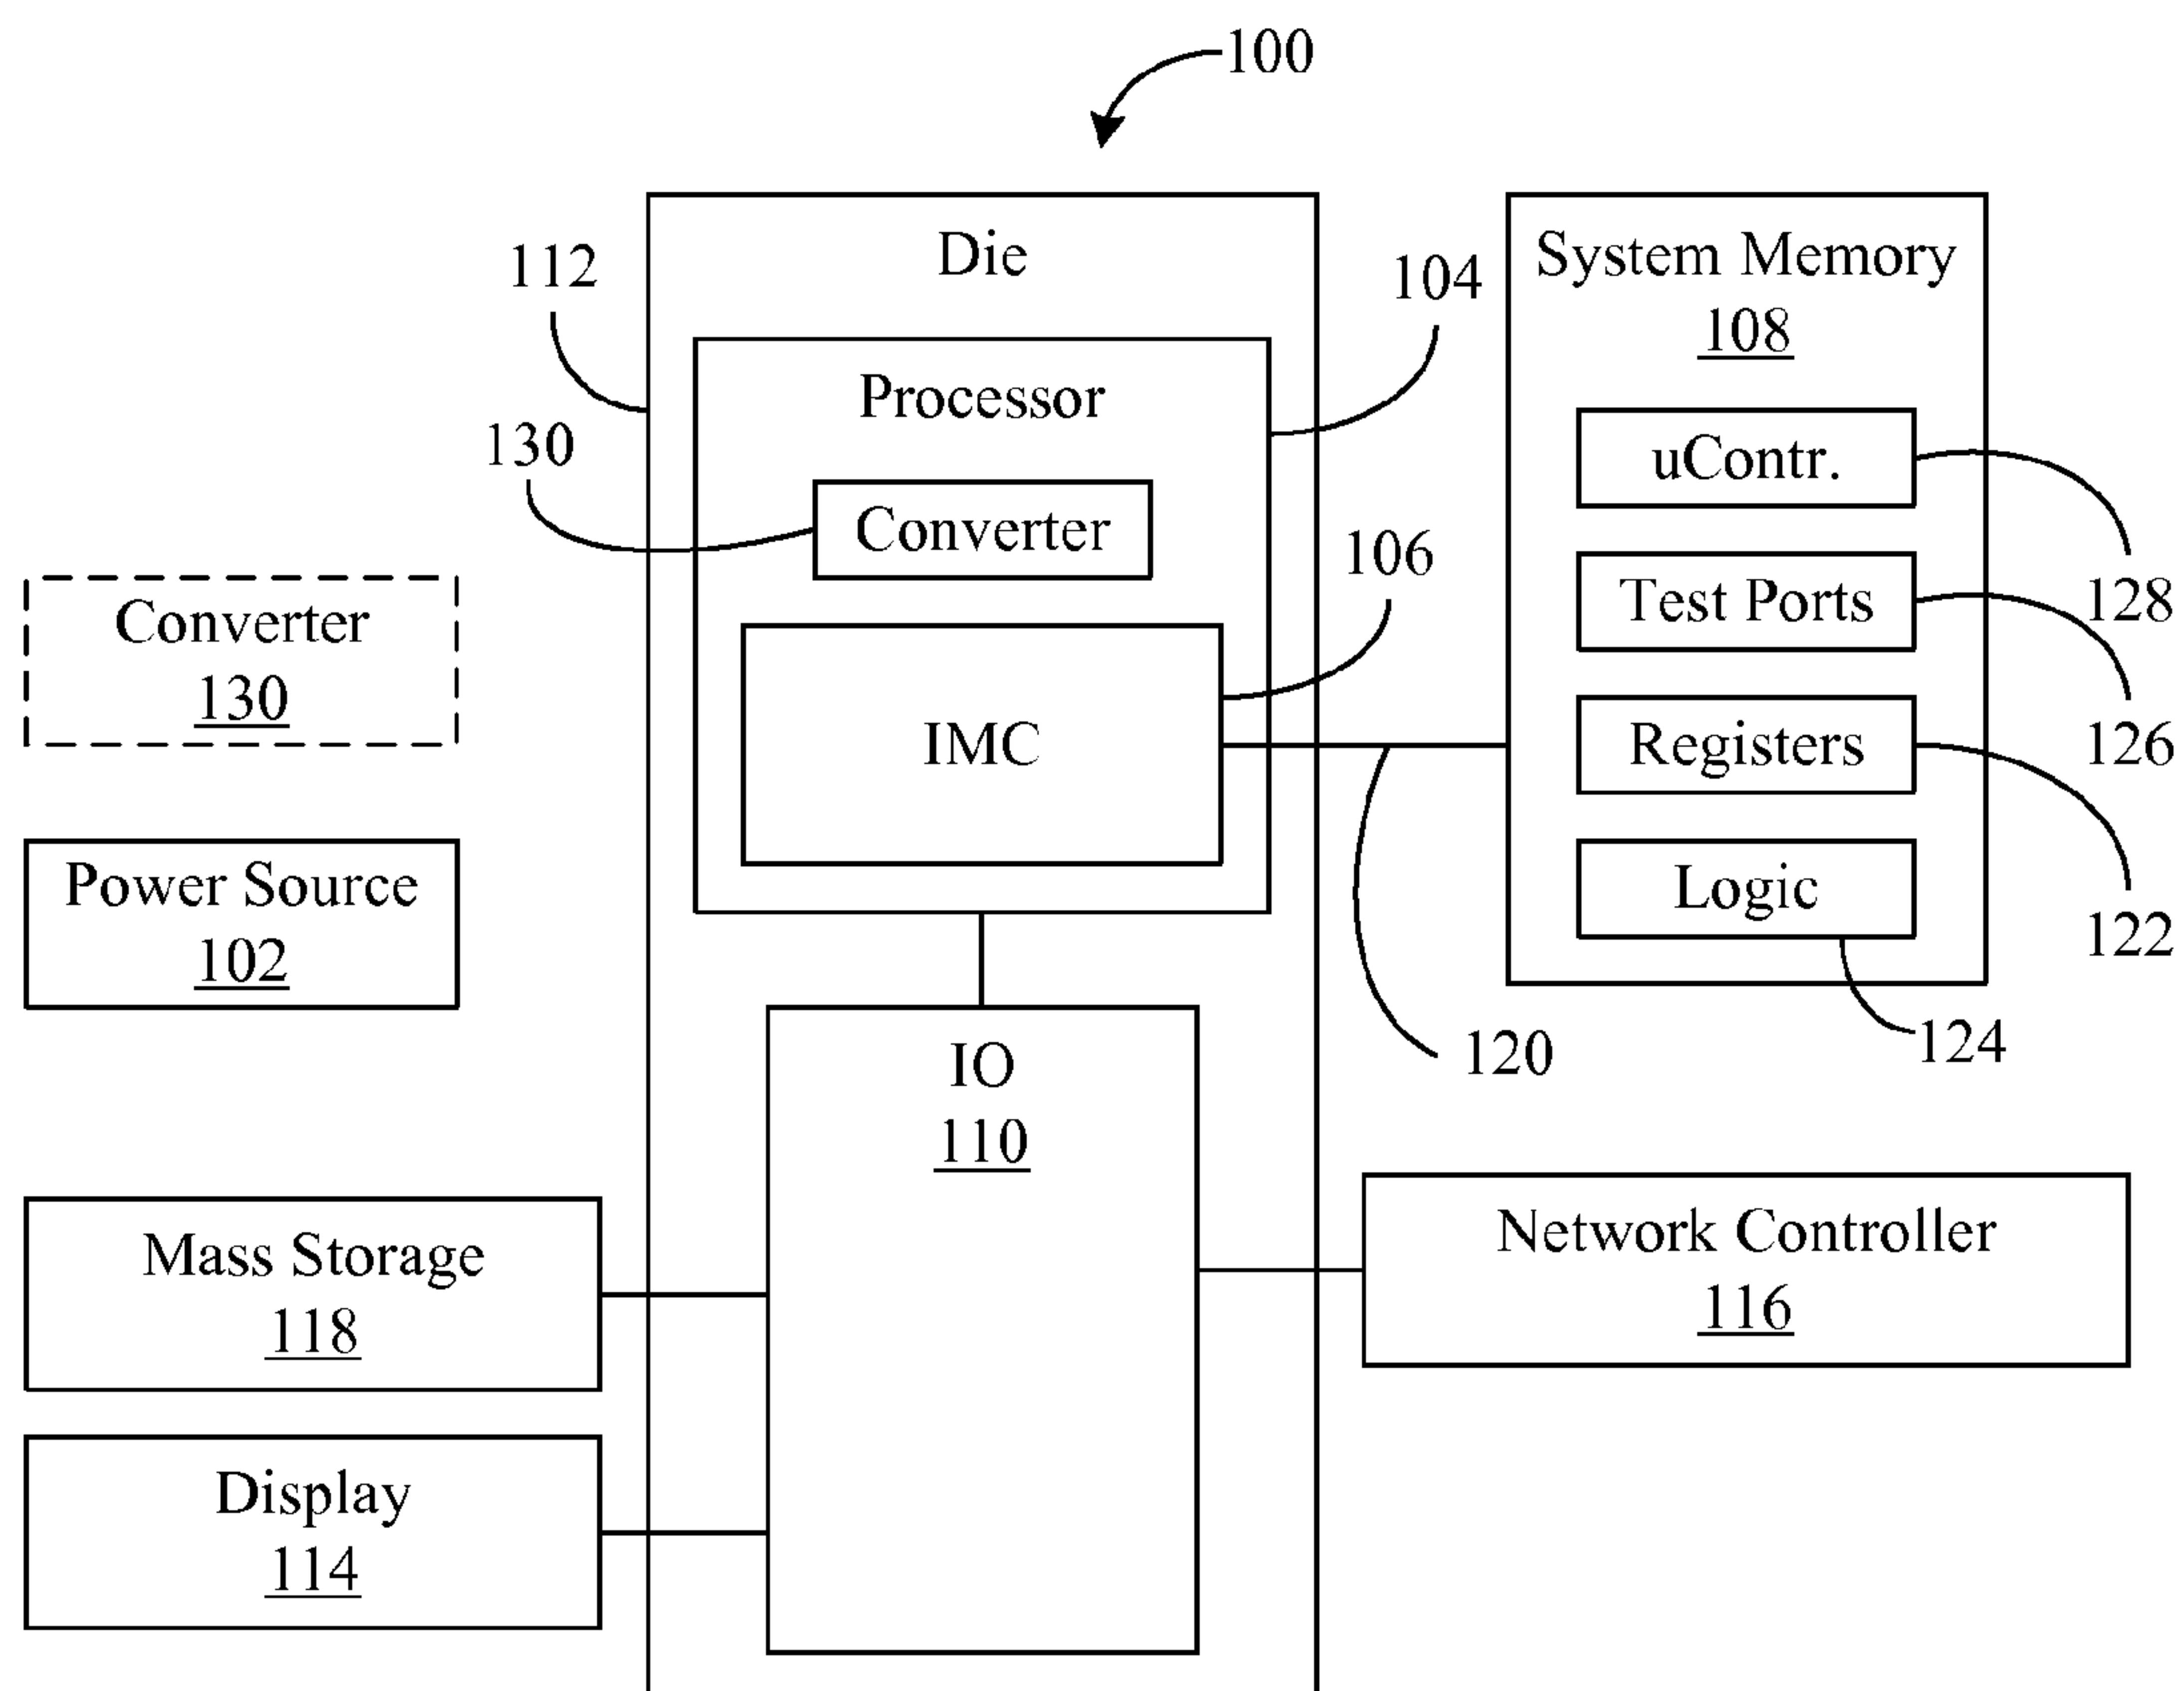 100
Die
112
104
System Memory
108
Processor
130
uContr.
Converter
106
128
Test Ports
Converter
130
IMC
Registers
126
Power Source
102
Logic
122
IO
110
120
124
Mass Storage
118
Network Controller
116
Display
114